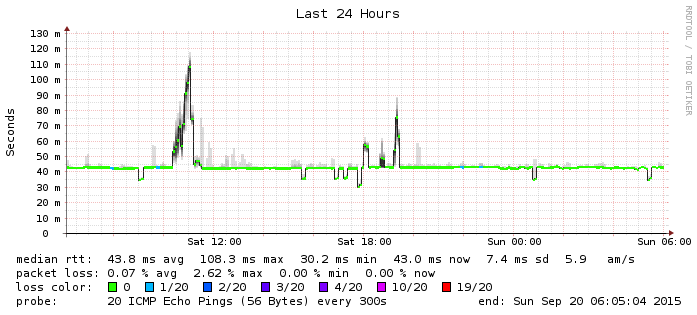 Last 24 Hours
RRDTOOL / TOBI OETIKER
Seconds
130 m
120 m
110 m
100 m
90 m
80 m
70 m
60 m
50 m
40 m
30 m
20 m
10 m
0
Sat 12:00 Sat 18:00 Sun 00:00 Sun 06:00
median rtt: 43.8 ms avg 108.3 ms max 30.2 ms min 43.0 ms now 7.4 ms sd 5.9 am/s
packet loss: 0.07 % avg 2.62 % max 0.00 % min 0.00 % now
loss color: 0 1/20 2/20 3/20 4/20 10/20 19/20
probe: 20 ICMP Echo Pings (56 Bytes) every 300s end: Sun Sep 20 06:05:04 2015